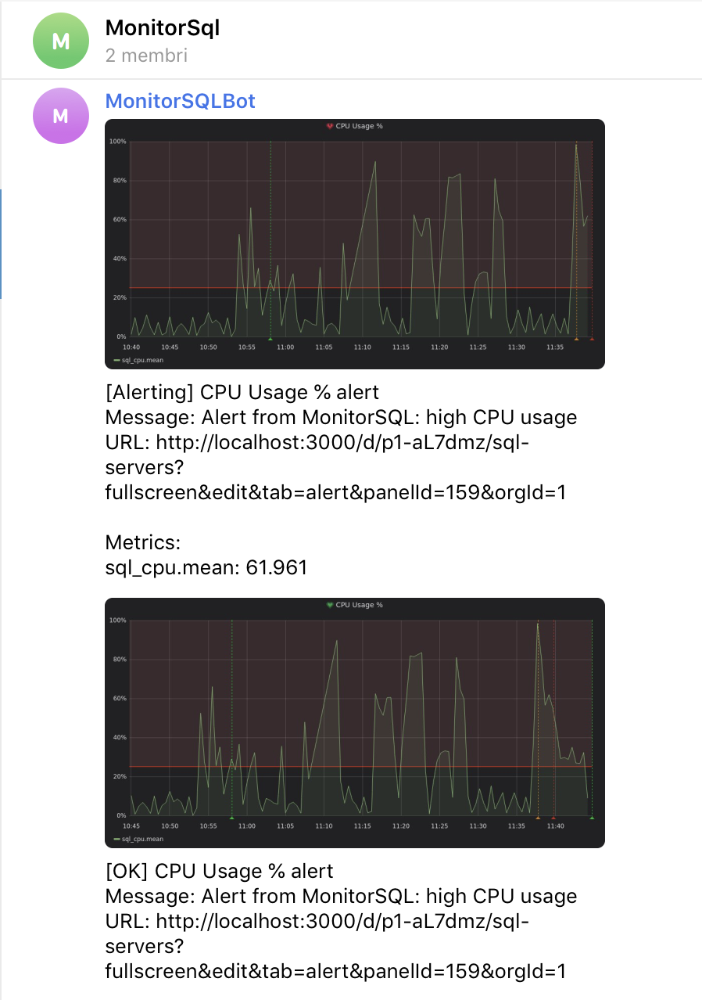 M
MonitorSql
2 membri
M
MonitorSQLBot
CPU Usage %
100%
80%
60%
40%
20%
0%
10:40 10:45 10:50 10:55 11:00 11:05 11:10 11:15 11:20 11:25 11:30 11:35
sql_cpu.mean
[Alerting] CPU Usage % alert
Message: Alert from MonitorSQL: high CPU usage
URL: http://localhost:3000/d/p1-aL7dmz/sql-
servers?
fullscreen&edit&tab=alert&panelId=159&orgId=1
Metrics:
sql_cpu.mean: 61.961
CPU Usage %
100%
80%
60%
40%
20%
0%
10:45 10:50 10:55 11:00 11:05 11:10 11:15 11:20 11:25 11:30 11:35 11:40
sql_cpu.mean
[OK] CPU Usage % alert
Message: Alert from MonitorSQL: high CPU usage
URL: http://localhost:3000/d/p1-aL7dmz/sql-
servers?
fullscreen&edit&tab=alert&panelId=159&orgId=1